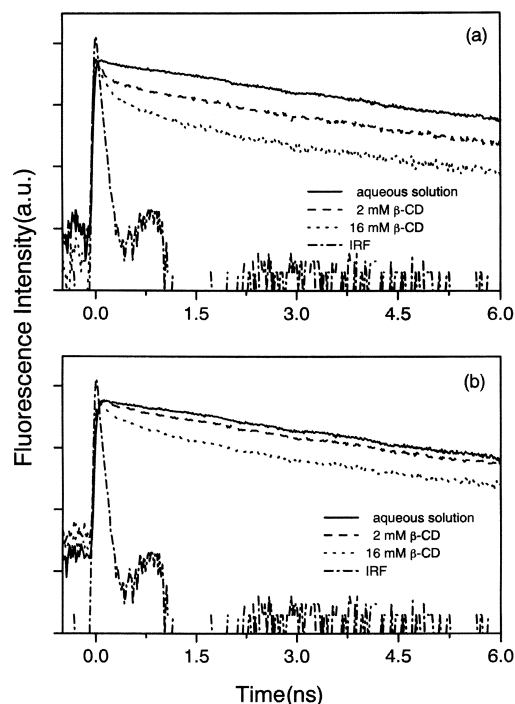 (a)
aqueous solution
2 mM β-CD
16 mM β-CD
IRF
0.0 1.5 3.0 4.5 6.0
Fluorescence Intensity(a.u.)
(b)
aqueous solution
2 mM β-CD
16 mM β-CD
IRF
0.0 1.5 3.0 4.5 6.0
Time(ns)